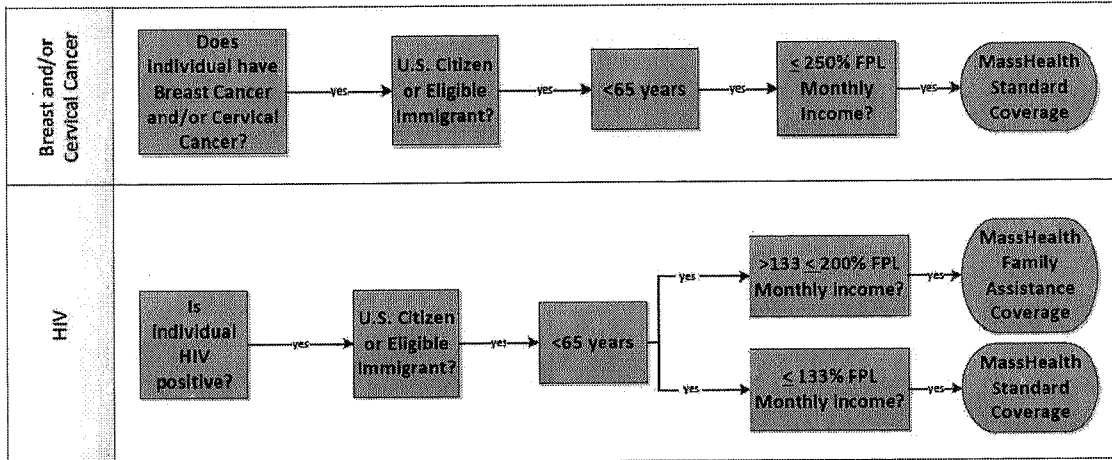 Breast and/or
Cervical Cancer
Does
individual have
Breast Cancer
and/or Cervical
Cancer?
yes
U.S. Citizen
or Eligible
Immigrant?
yes
<65 years
yes
≤ 250% FPL
Monthly
Income?
yes
MassHealth
Standard
Coverage
HIV
Is
individual
HIV
positive?
yes
U.S. Citizen
or Eligible
Immigrant?
yes
<65 years
yes
>133 ≤ 200% FPL
Monthly Income?
yes
MassHealth
Family
Assistance
Coverage
yes
≤ 133% FPL
Monthly Income?
yes
MassHealth
Standard
Coverage